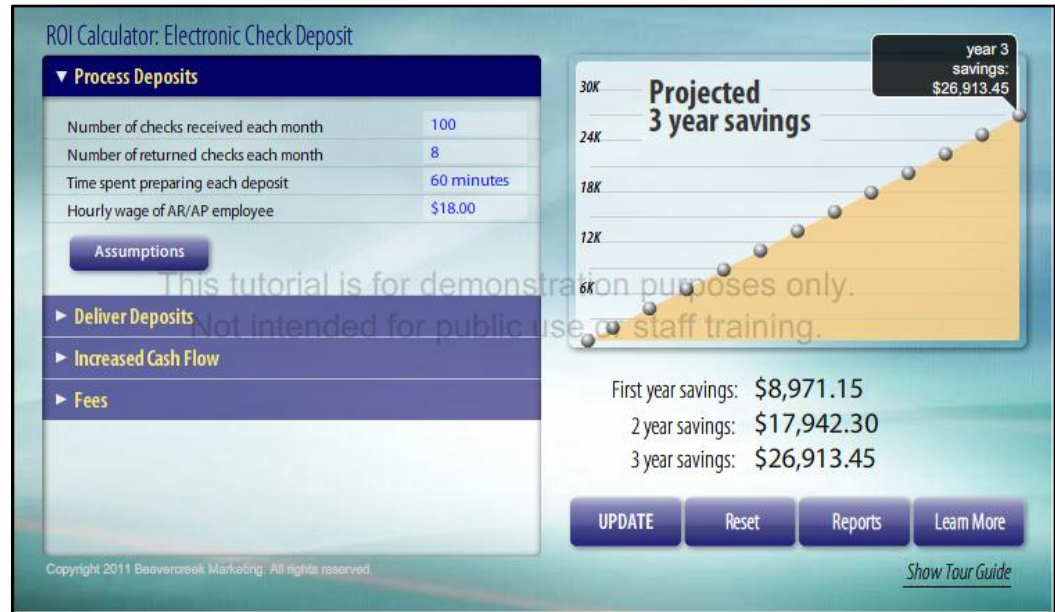 ROI Calculator: Electronic Check Deposit
▼ Process Deposits
Number of checks received each month 100
Number of returned checks each month 8
Time spent preparing each deposit 60 minutes
Hourly wage of AR/AP employee $18.00
Assumptions
► Deliver Deposits
► Increased Cash Flow
► Fees
This tutorial is for demonstration purposes only.
Not intended for public use or staff training.
year 3
savings:
$26,913.45
Projected
3 year savings
30K
24K
18K
12K
6K
First year savings: $8,971.15
2 year savings: $17,942.30
3 year savings: $26,913.45
UPDATE Reset Reports Learn More
Copyright 2011 Beavercreek Marketing. All rights reserved.
Show Tour Guide